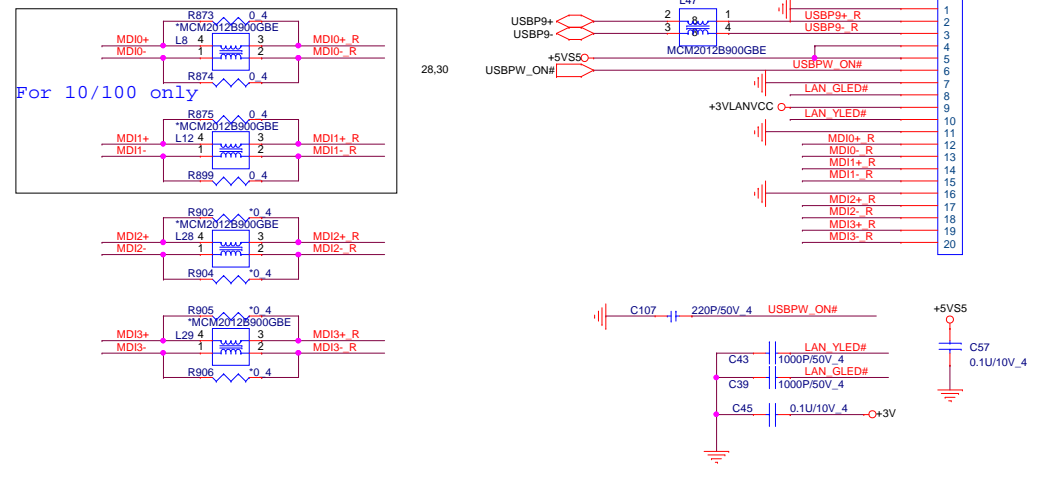 R873 0_4
*MCM2012B900GBE
MDI0+ L8 4 3 MDI0+_R
MDI0- 1 2 MDI0-_R
R874 0_4
For 10/100 only
R875 0_4
*MCM2012B900GBE
MDI1+ L12 4 3 MDI1+_R
MDI1- 1 2 MDI1-_R
R899 0_4
R902 *0_4
*MCM2012B900GBE
MDI2+ L28 4 3 MDI2+_R
MDI2- 1 2 MDI2-_R
R904 *0_4
R905 *0_4
*MCM2012B900GBE
MDI3+ L29 4 3 MDI3+_R
MDI3- 1 2 MDI3-_R
R906 *0_4
L47
USBP9+ 2 1 USBP9+_R
USBP9- 3 4 USBP9-_R
MCM2012B900GBE
+5VS5
28,30 USBPW_ON# USBPW_ON#
LAN_GLED#
+3VLANVCC
LAN_YLED#
MDI0+_R
MDI0-_R
MDI1+_R
MDI1-_R
MDI2+_R
MDI2-_R
MDI3+_R
MDI3-_R
1
2
3
4
5
6
7
8
9
10
11
12
13
14
15
16
17
18
19
20
C107 220P/50V_4 USBPW_ON#
LAN_YLED#
C43 1000P/50V_4
LAN_GLED#
C39 1000P/50V_4
C45 0.1U/10V_4 +3V
+5VS5
C57
0.1U/10V_4